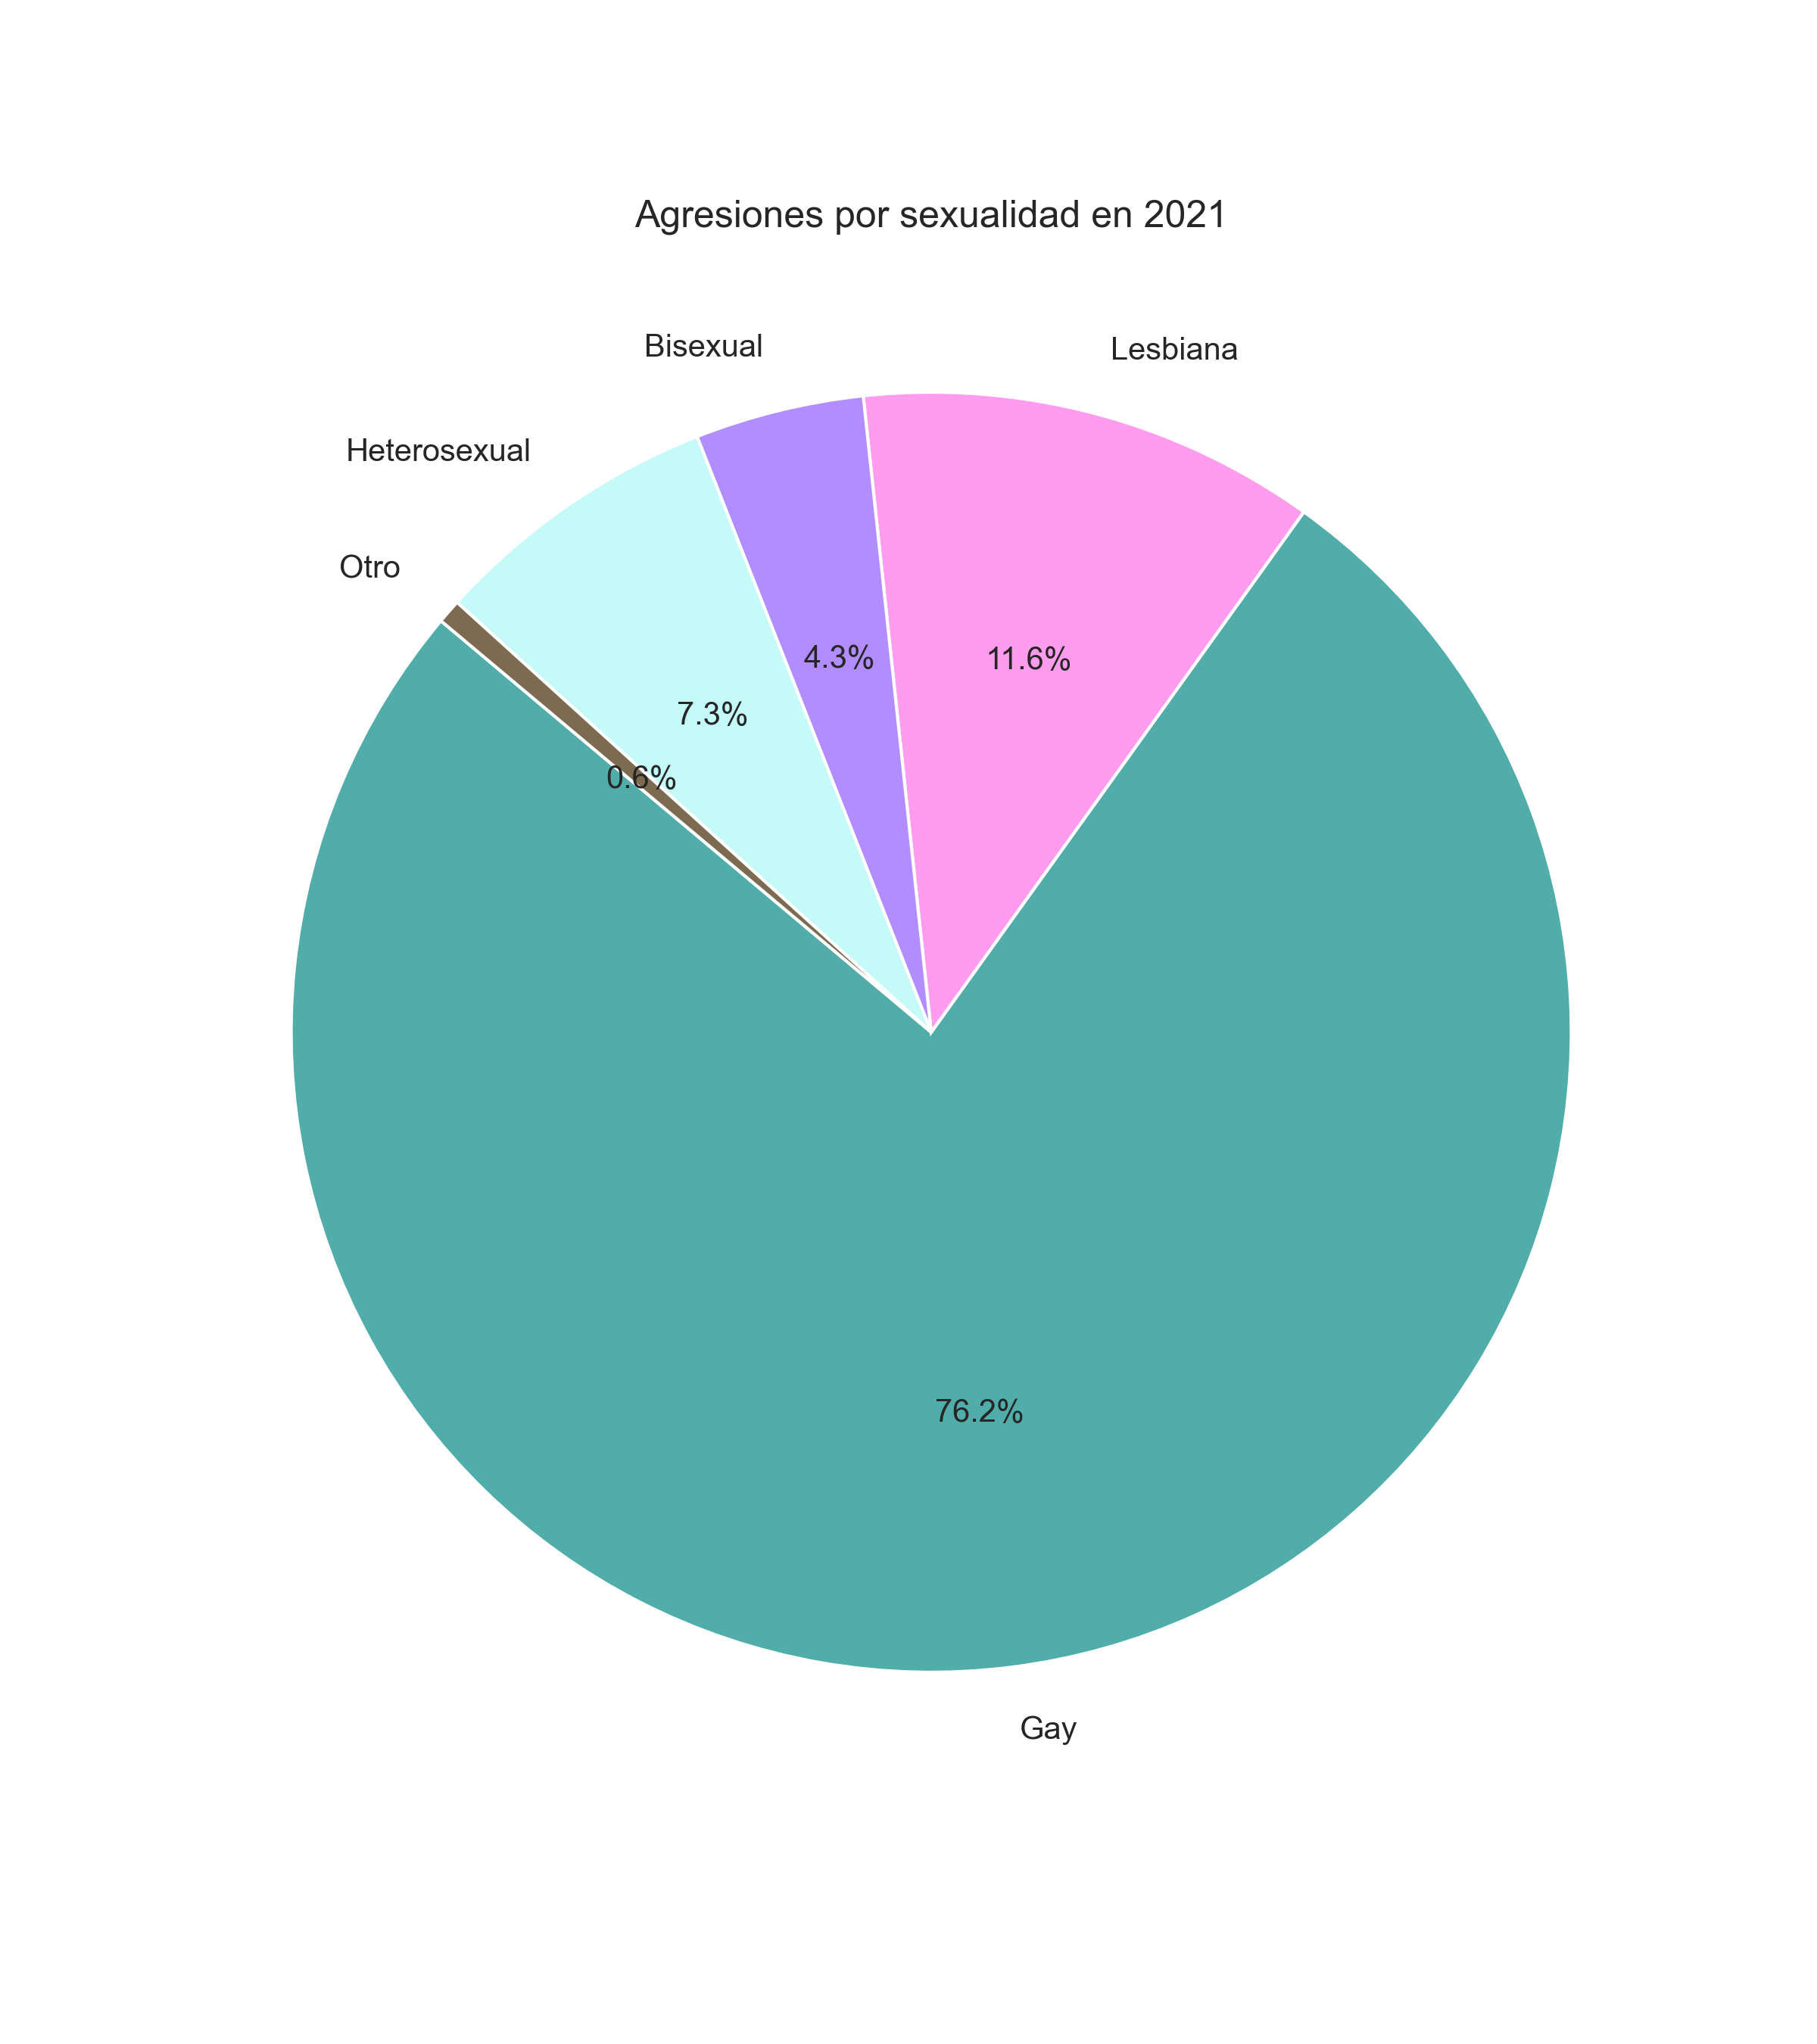 Agresiones por sexualidad en 2021
Bisexual
Lesbiana
Heterosexual
Otro
4.3%
11.6%
7.3%
0.6%
76.2%
Gay